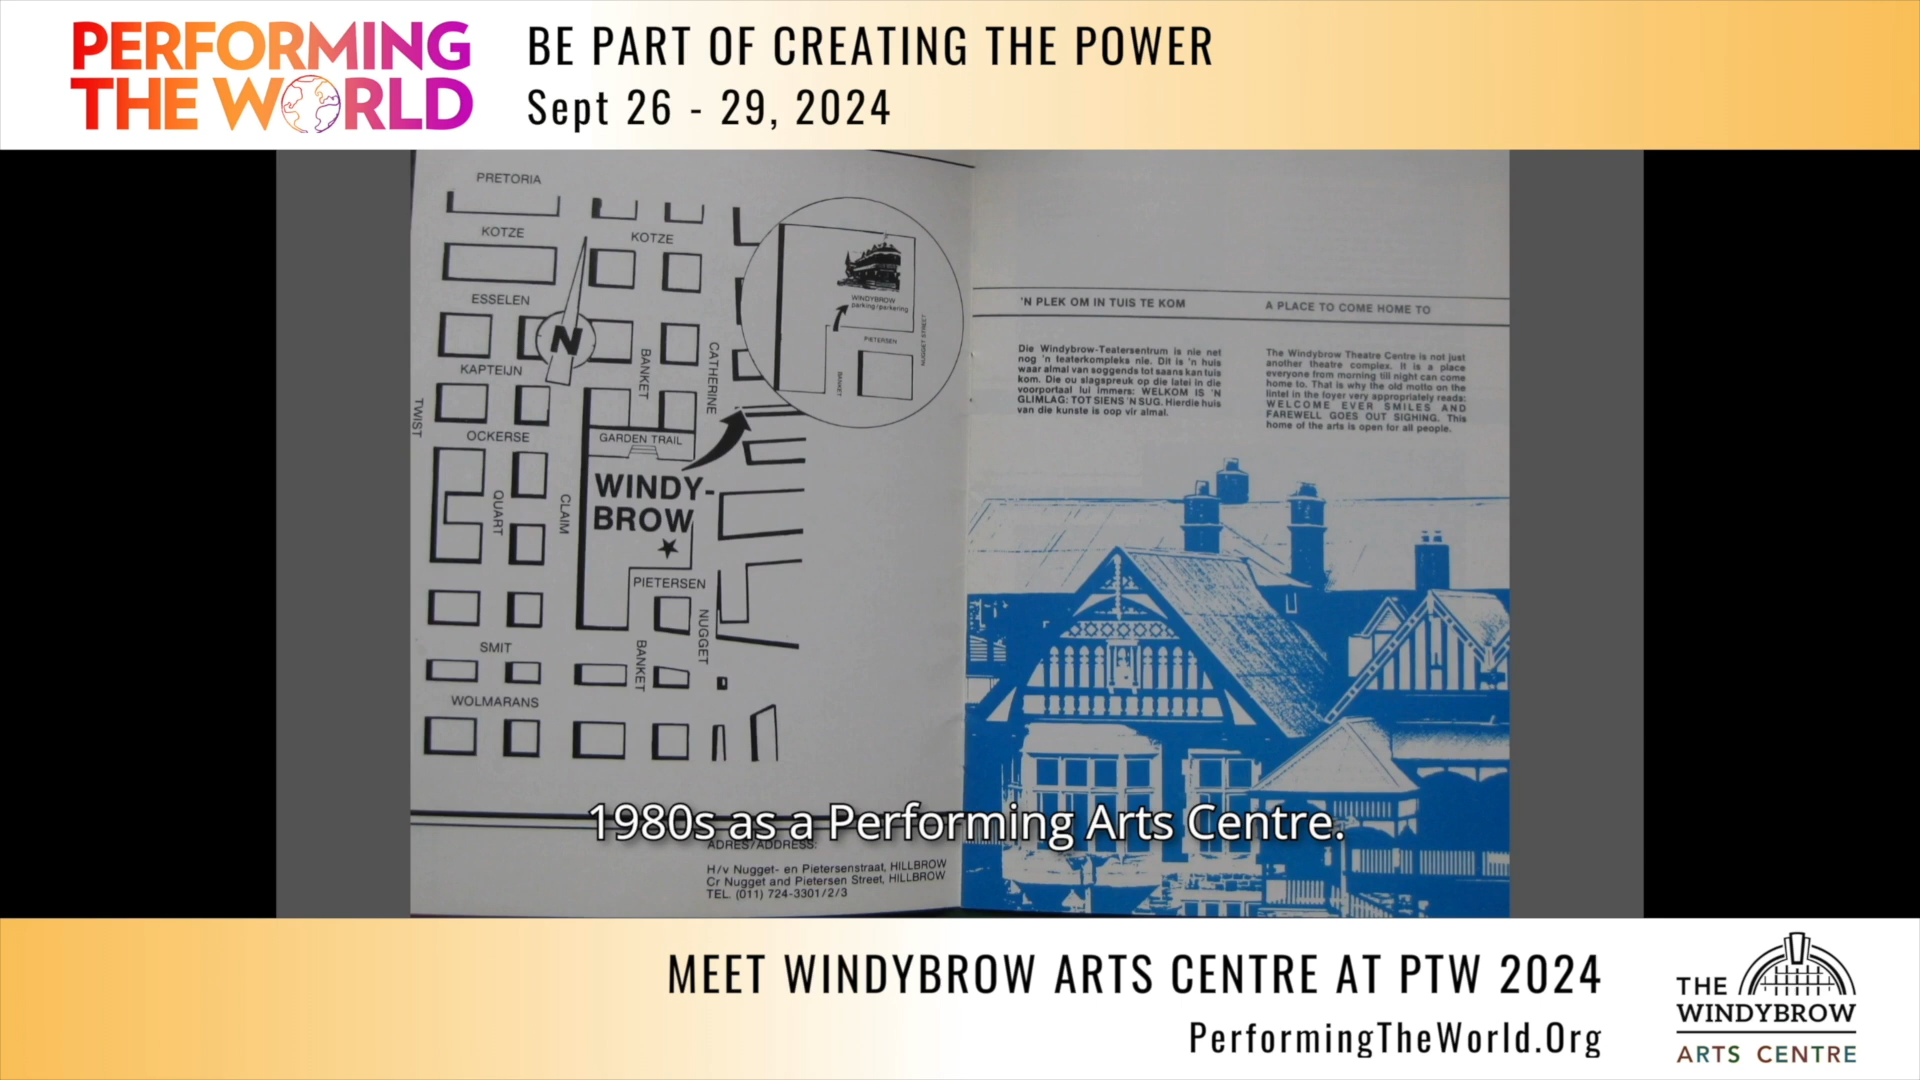 PERFORMING
THE WORLD
BE PART OF CREATING THE POWER
Sept 26 - 29, 2024
PRETORIA
KOTZE
KOTZE
ESSELEN
N
KAPTEIJN
BANKET
CATHERINE
TWIST
OCKERSE
GARDEN TRAIL
QUART
CLAIM
WINDY-
BROW
PIETERSEN
NUGGET
SMIT
BANKET
WOLMARANS
WINDYBROW
parking/parkering
PIETERSEN
NUGGET STREET
BANKET
ADRES/ADDRESS:
H/v Nugget- en Pietersenstraat, HILLBROW
Cr Nugget and Pietersen Street, HILLBROW
TEL. (011) 724-3301/2/3
'N PLEK OM IN TUIS TE KOM
Die Windybrow-Teatersentrum is nie net
nog 'n teaterkompleks nie. Dit is 'n huis
waar almal van soggends tot saans kan tuis
kom. Die ou slagspreuk op die latei in die
voorportaal lui immers: WELKOM IS 'N
GLIMLAG: TOT SIENS 'N SUG. Hierdie huis
van die kunste is oop vir almal.
A PLACE TO COME HOME TO
The Windybrow Theatre Centre is not just
another theatre complex. It is a place
everyone from morning till night can come
home to. That is why the old motto on the
lintel in the foyer very appropriately reads:
WELCOME EVER SMILES AND
FAREWELL GOES OUT SIGHING. This
home of the arts is open for all people.
1980s as a Performing Arts Centre.
MEET WINDYBROW ARTS CENTRE AT PTW 2024
PerformingTheWorld.Org
THE
WINDYBROW
ARTS CENTRE